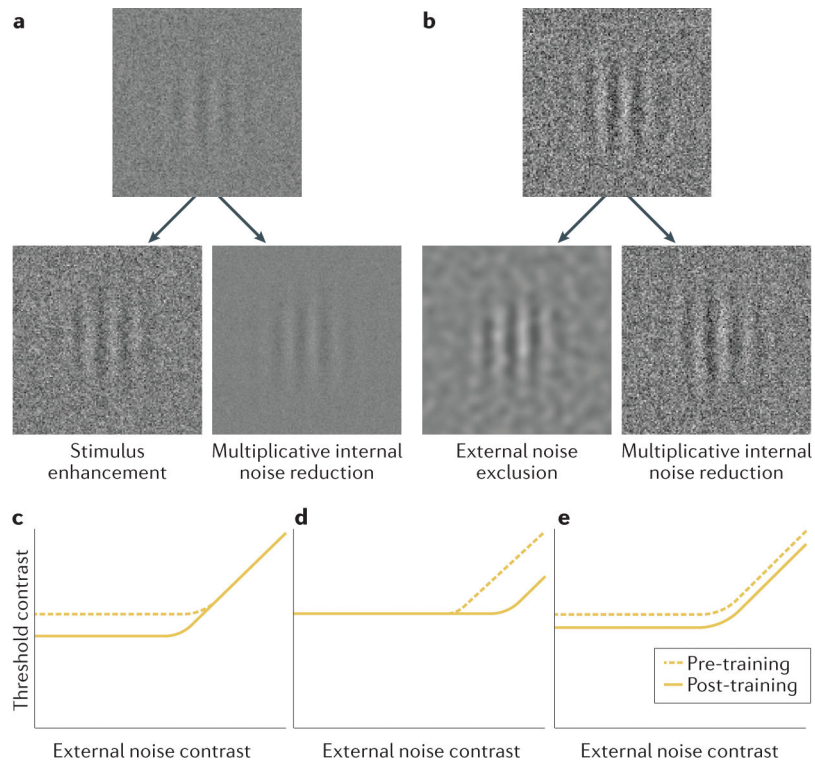 a
b
Stimulus
enhancement
Multiplicative internal
noise reduction
External noise
exclusion
Multiplicative internal
noise reduction
c
d
e
Threshold contrast
Pre-training
Post-training
External noise contrast
External noise contrast
External noise contrast